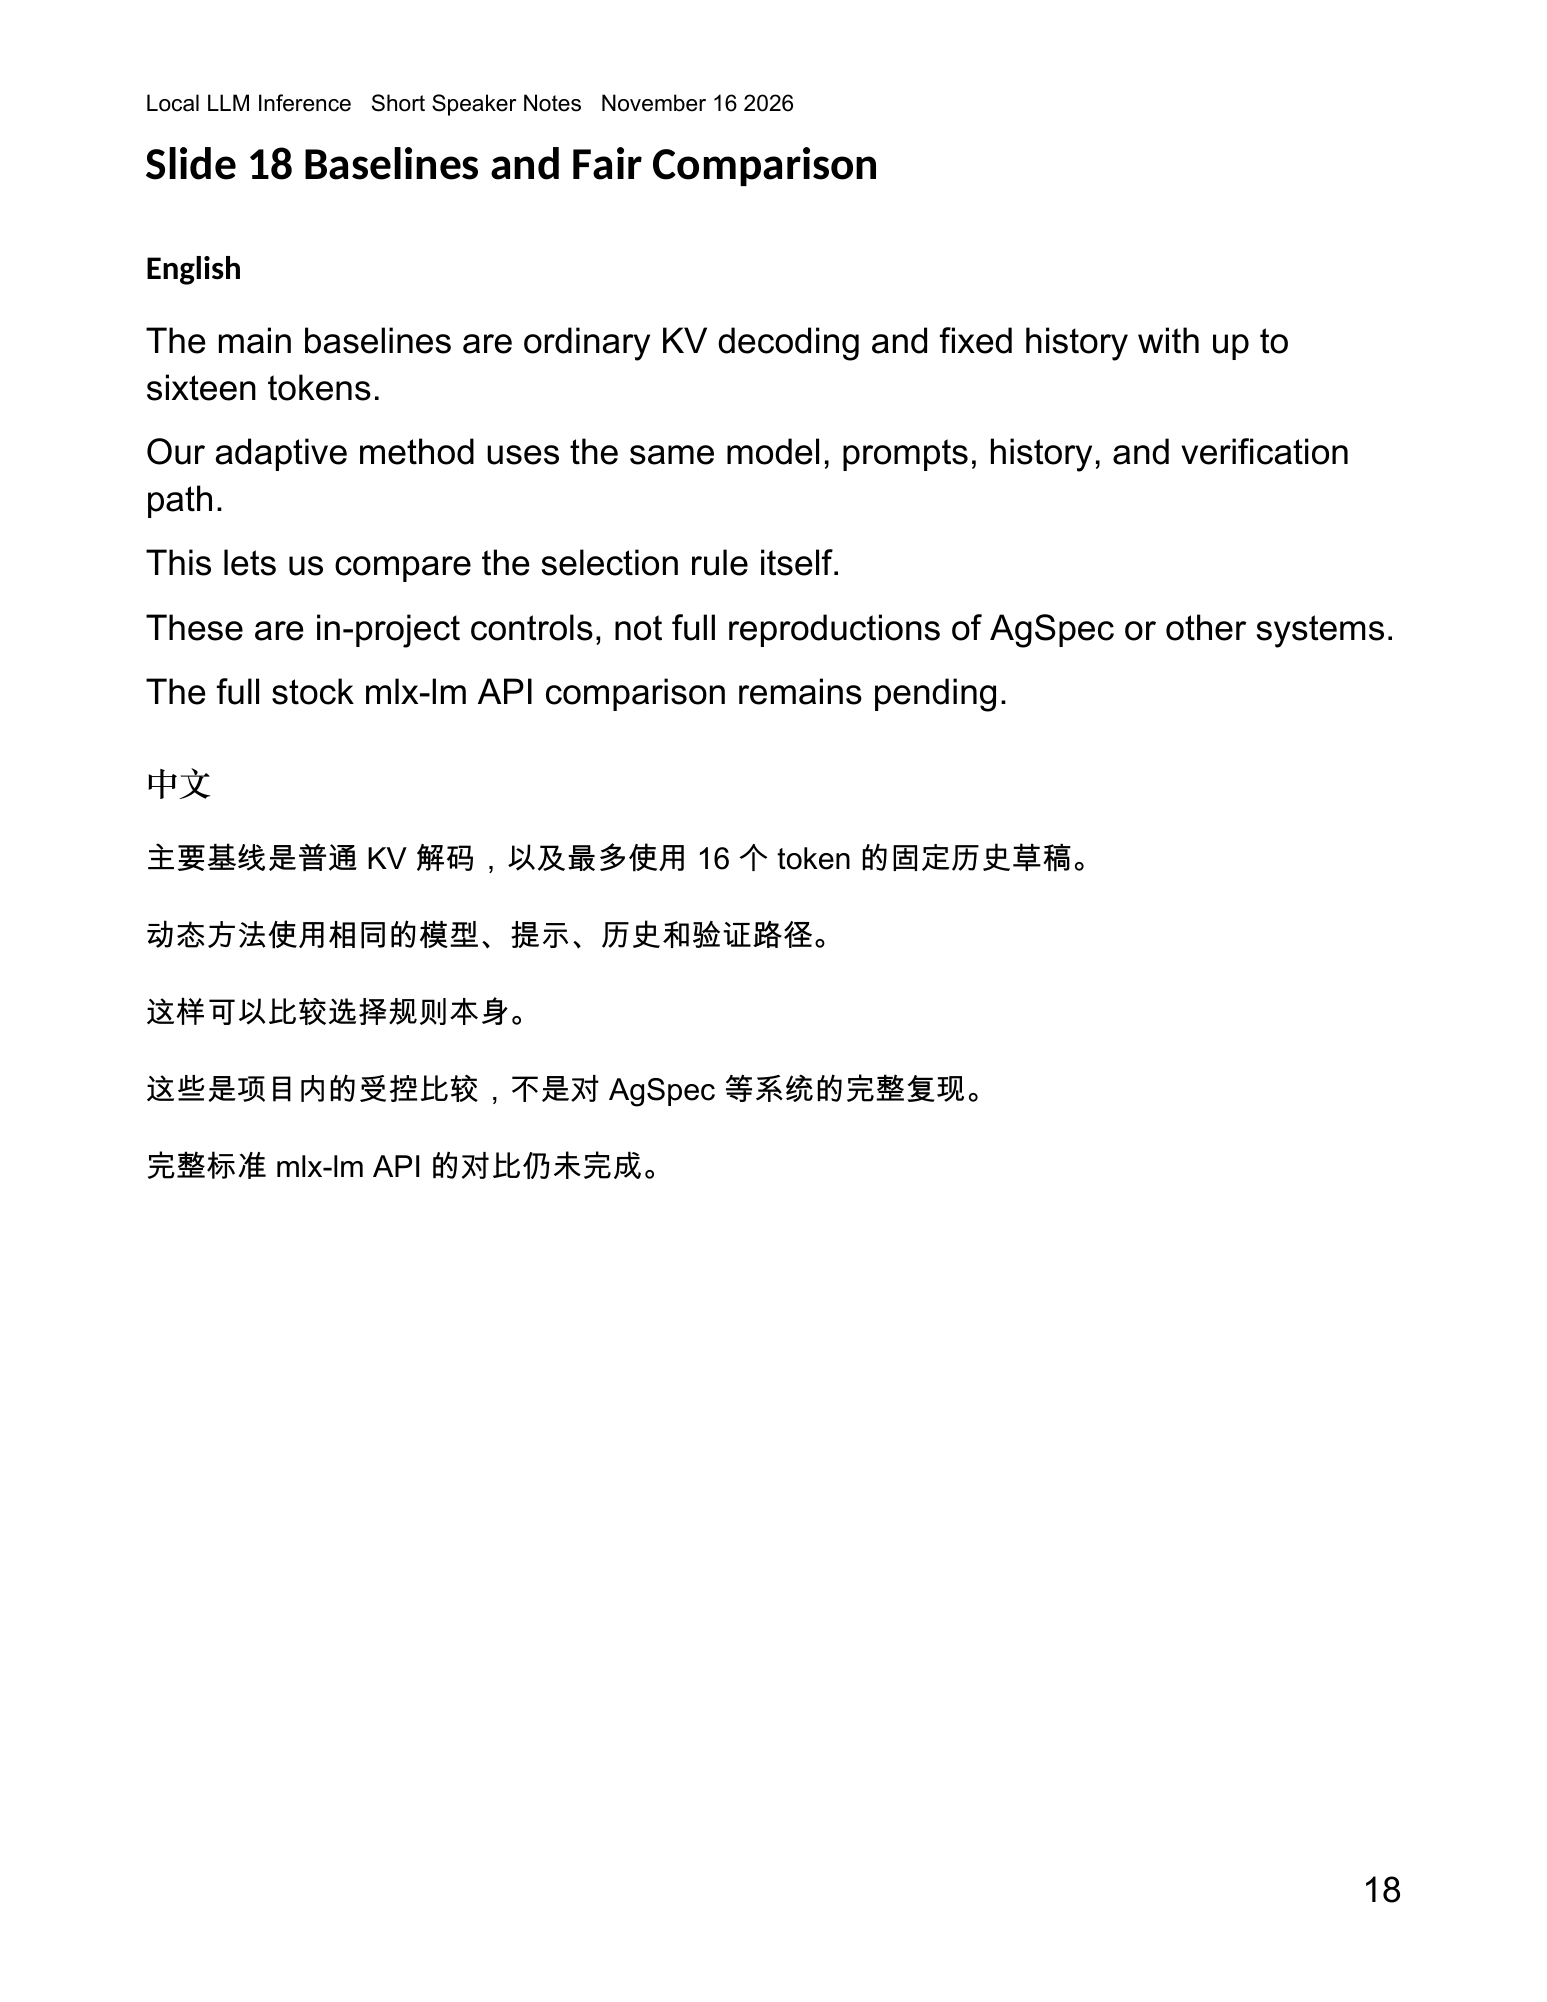 Local LLM Inference   Short Speaker Notes   November 16 2026
Slide 18 Baselines and Fair Comparison
English
The main baselines are ordinary KV decoding and fixed history with up to
sixteen tokens.
Our adaptive method uses the same model, prompts, history, and verification
path.
This lets us compare the selection rule itself.
These are in-project controls, not full reproductions of AgSpec or other systems.
The full stock mlx-lm API comparison remains pending.
中文
主要基线是普通 KV 解码，以及最多使用 16 个 token 的固定历史草稿。
动态方法使用相同的模型、提示、历史和验证路径。
这样可以比较选择规则本身。
这些是项目内的受控比较，不是对 AgSpec 等系统的完整复现。
完整标准 mlx-lm API 的对比仍未完成。
18